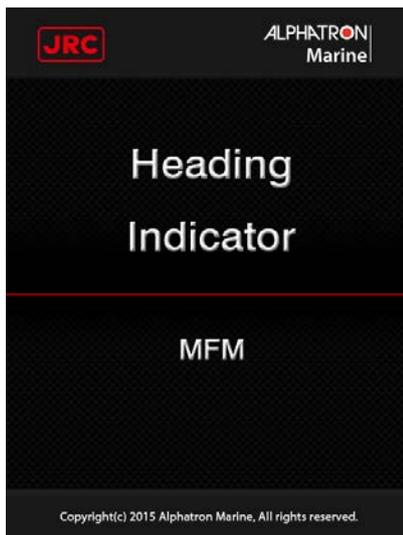 JRC
ALPHATRON
Marine
Heading
Indicator
MFM
Copyright(c) 2015 Alphatron Marine, All rights reserved.